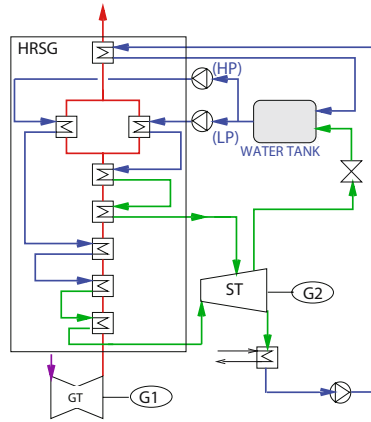 HRSG
(HP)
(LP)
WATER TANK
ST
G2
GT
G1